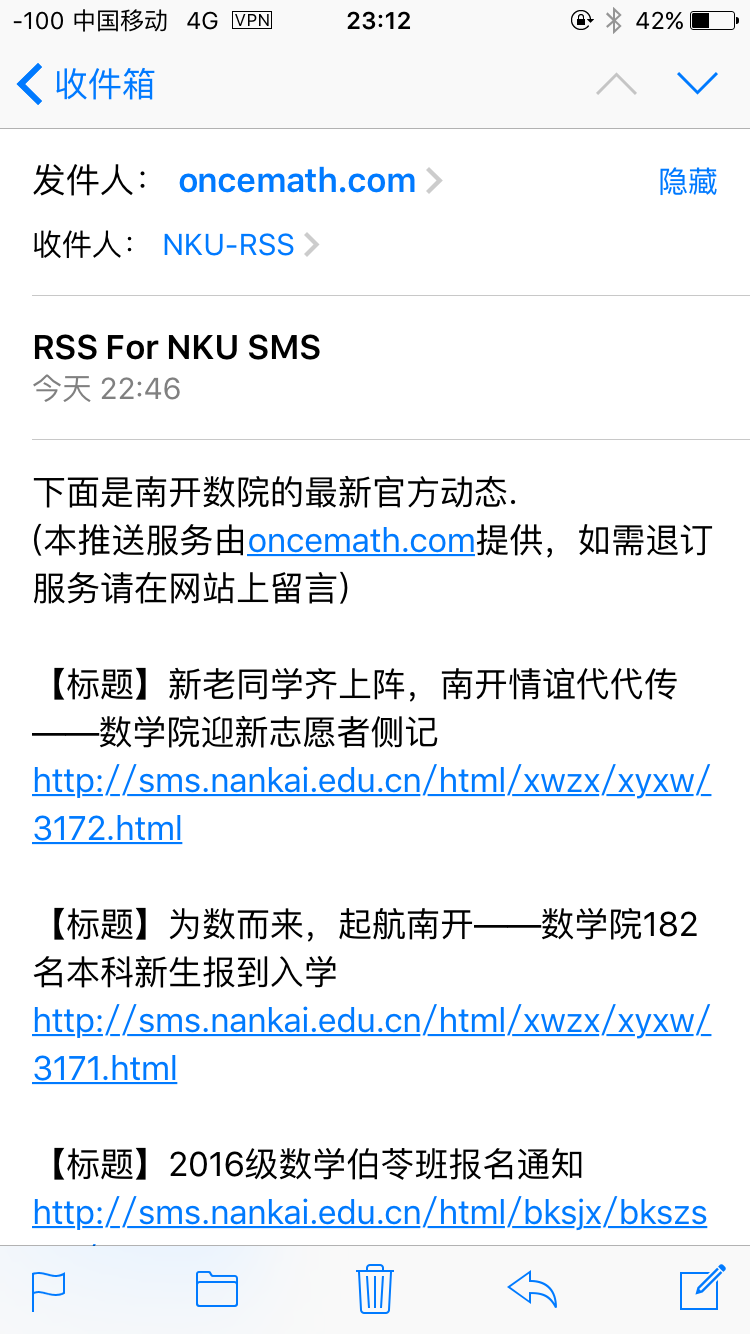 -100 中国移动 4G VPN 23:12 42%
收件箱
发件人： oncemath.com 隐藏
收件人： NKU-RSS
RSS For NKU SMS
今天 22:46
下面是南开数院的最新官方动态.
(本推送服务由oncemath.com提供，如需退订
服务请在网站上留言)
【标题】新老同学齐上阵，南开情谊代代传
——数学院迎新志愿者侧记
http://sms.nankai.edu.cn/html/xwzx/xyxw/
3172.html
【标题】为数而来，起航南开——数学院182
名本科新生报到入学
http://sms.nankai.edu.cn/html/xwzx/xyxw/
3171.html
【标题】2016级数学伯苓班报名通知
http://sms.nankai.edu.cn/html/bksjx/bkszs